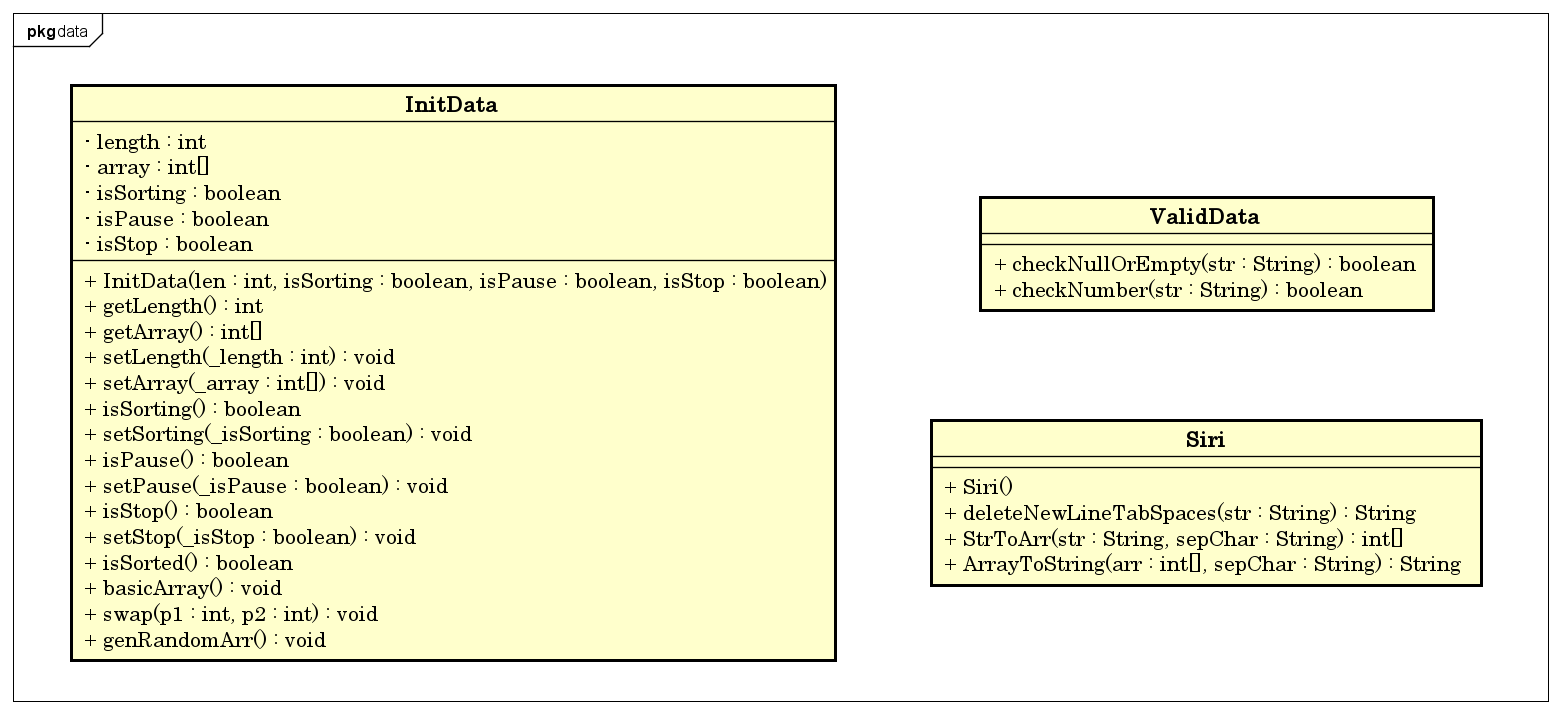 pkg data
InitData
- length : int
- array : int[]
- isSorting : boolean
- isPause : boolean
- isStop : boolean
+ InitData(len : int, isSorting : boolean, isPause : boolean, isStop : boolean)
+ getLength() : int
+ getArray() : int[]
+ setLength(_length : int) : void
+ setArray(_array : int[]) : void
+ isSorting() : boolean
+ setSorting(_isSorting : boolean) : void
+ isPause() : boolean
+ setPause(_isPause : boolean) : void
+ isStop() : boolean
+ setStop(_isStop : boolean) : void
+ isSorted() : boolean
+ basicArray() : void
+ swap(p1 : int, p2 : int) : void
+ genRandomArr() : void
ValidData
+ checkNullOrEmpty(str : String) : boolean
+ checkNumber(str : String) : boolean
Siri
+ Siri()
+ deleteNewLineTabSpaces(str : String) : String
+ StrToArr(str : String, sepChar : String) : int[]
+ ArrayToString(arr : int[], sepChar : String) : String